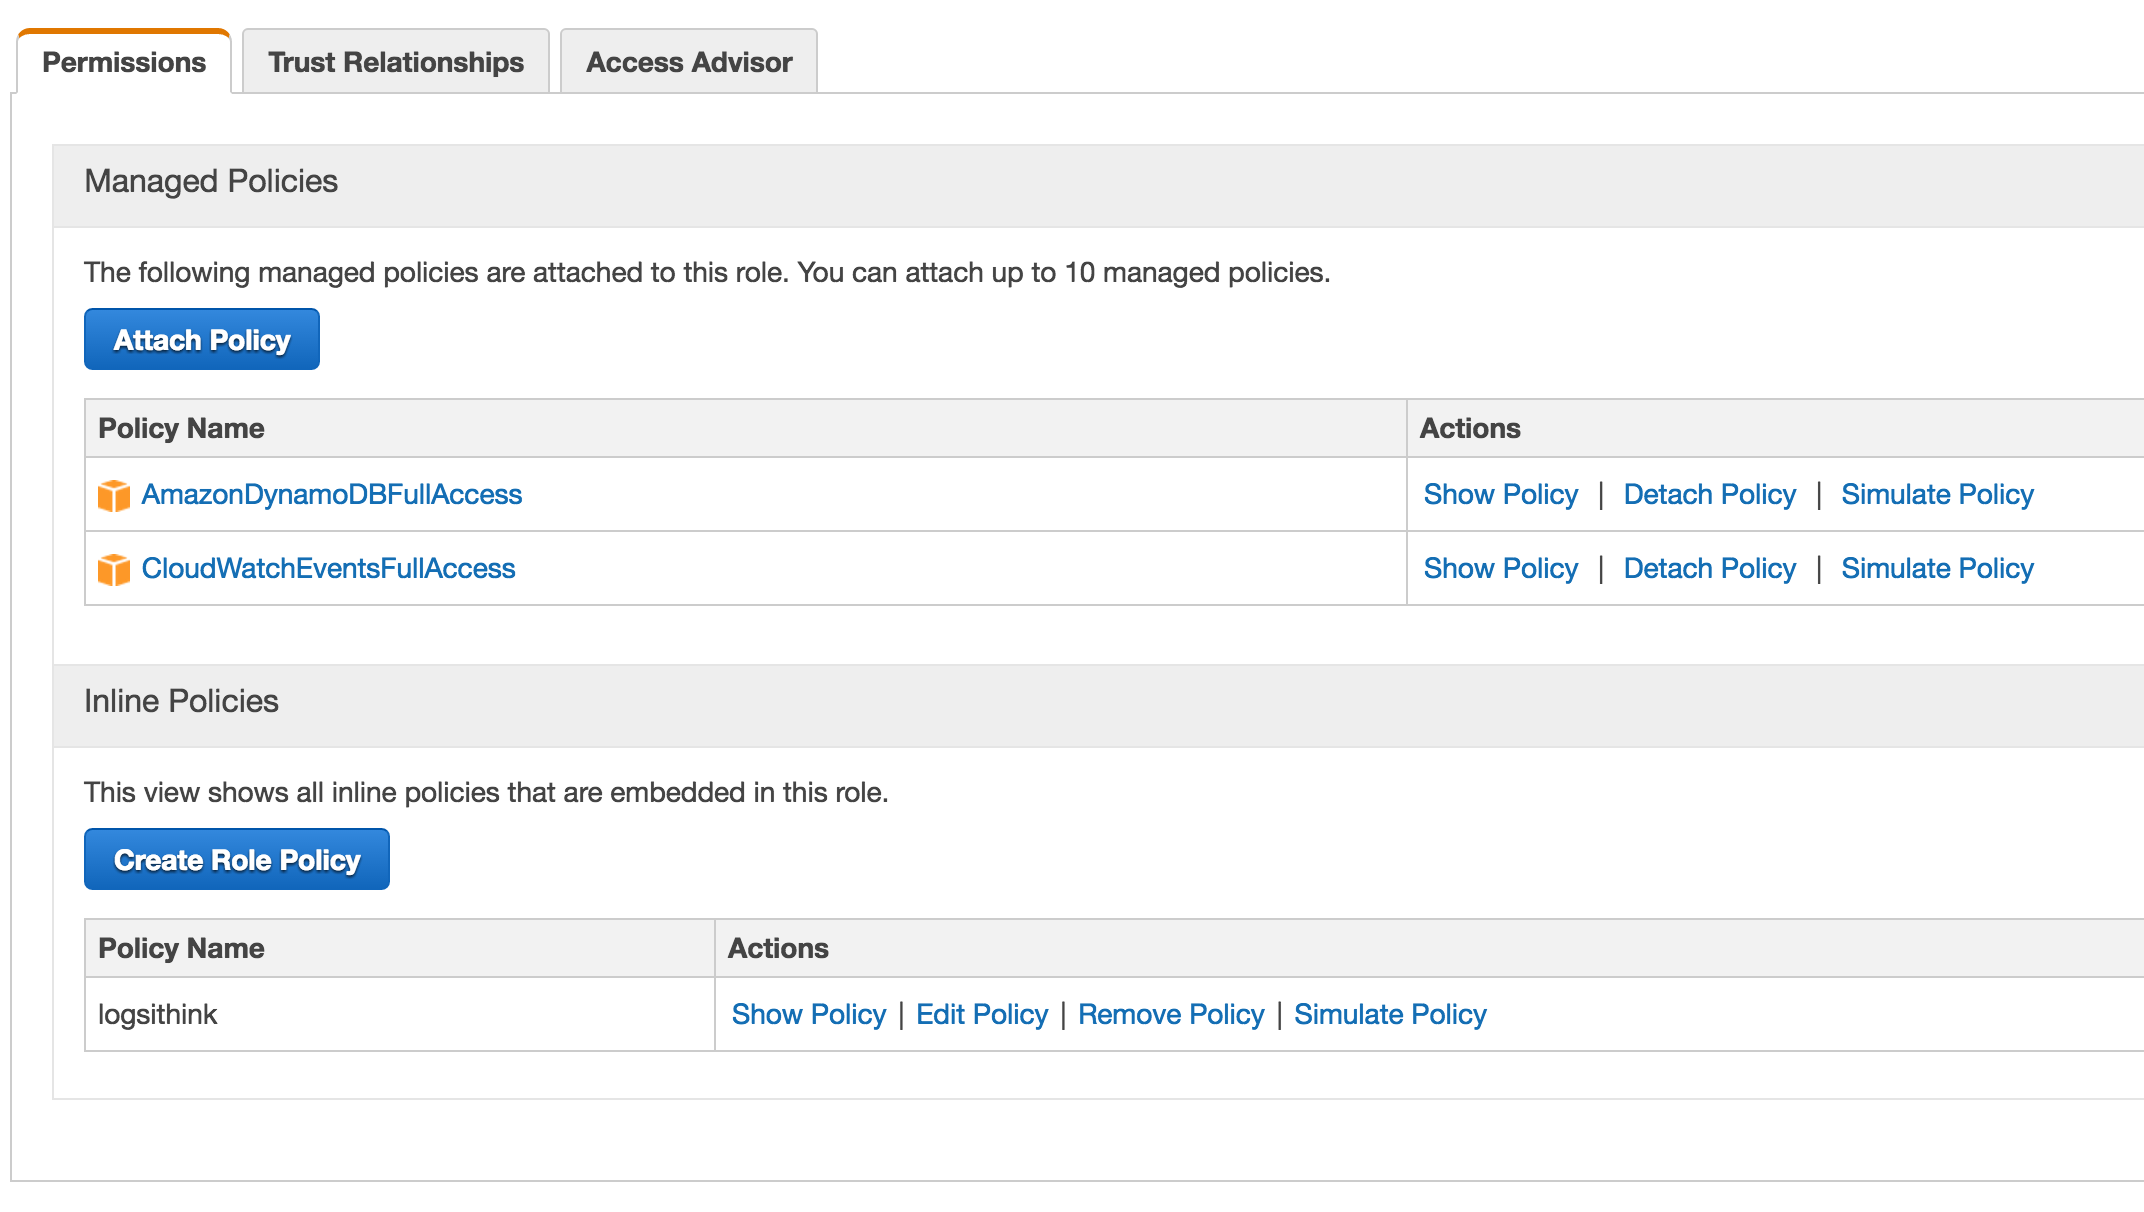 Permissions Trust Relationships Access Advisor
Managed Policies
The following managed policies are attached to this role. You can attach up to 10 managed policies.
Attach Policy
Policy Name Actions
AmazonDynamoDBFullAccess Show Policy | Detach Policy | Simulate Policy
CloudWatchEventsFullAccess Show Policy | Detach Policy | Simulate Policy
Inline Policies
This view shows all inline policies that are embedded in this role.
Create Role Policy
Policy Name Actions
logsithink Show Policy | Edit Policy | Remove Policy | Simulate Policy